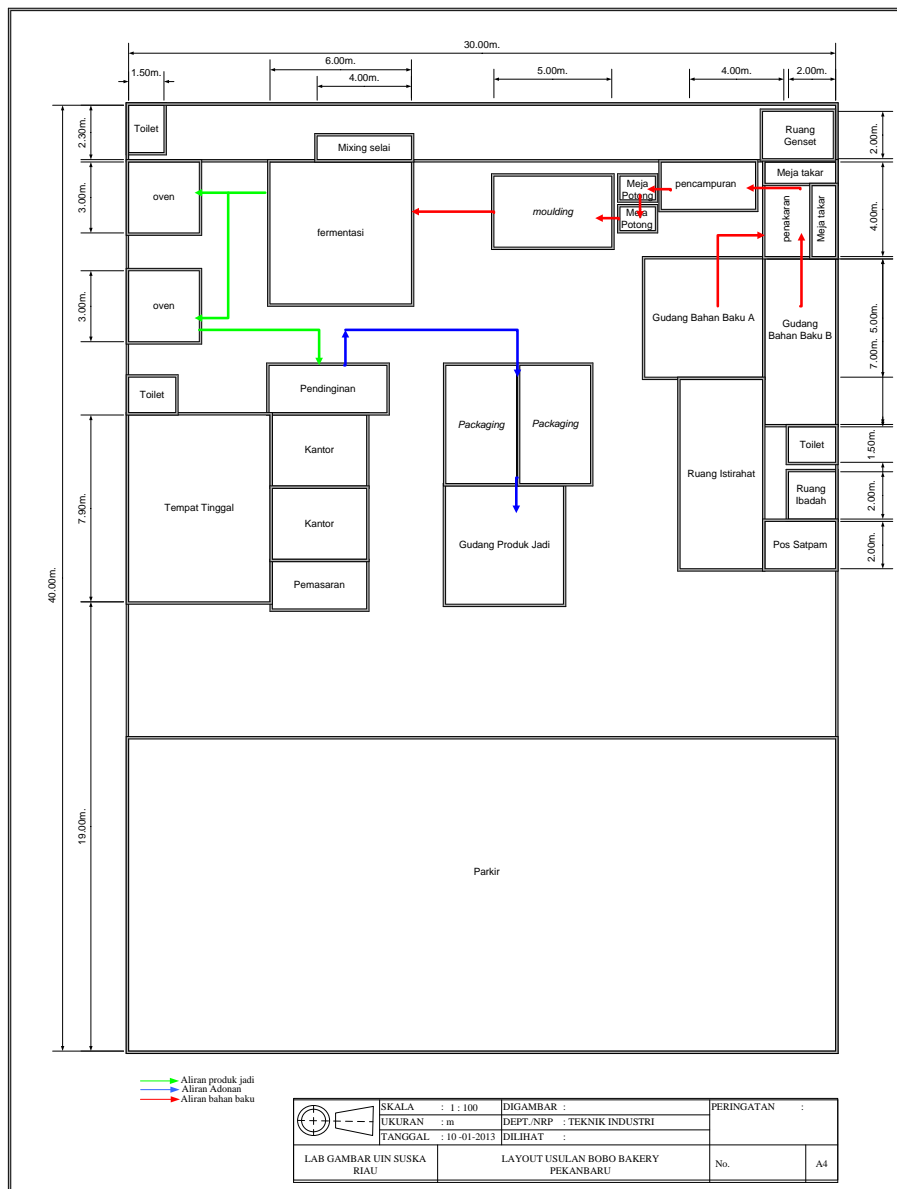 30.00m.
6.00m.
1.50m.
4.00m.
5.00m.
4.00m.
2.00m.
2.30m.
Toilet
Mixing selai
Ruang
Genset
2.00m.
3.00m.
oven
fermentasi
moulding
Meja
Potong
Meja
Potong
pencampuran
Meja takar
penakaran
Meja takar
4.00m.
3.00m.
oven
Gudang Bahan Baku A
Gudang
Bahan Baku B
5.00m.
7.00m.
Toilet
Pendinginan
Packaging
Packaging
Kantor
Ruang Istirahat
Toilet
1.50m.
7.90m.
Tempat Tinggal
Kantor
Gudang Produk Jadi
Ruang
Ibadah
2.00m.
Pos Satpam
2.00m.
Pemasaran
40.00m.
19.00m.
Parkir
Aliran produk jadi
Aliran Adonan
Aliran bahan baku
SKALA : 1 : 100 DIGAMBAR : PERINGATAN :
UKURAN : m DEPT./NRP : TEKNIK INDUSTRI
TANGGAL : 10 -01-2013 DILIHAT :
LAB GAMBAR UIN SUSKA
RIAU
LAYOUT USULAN BOBO BAKERY
PEKANBARU
No.
A4